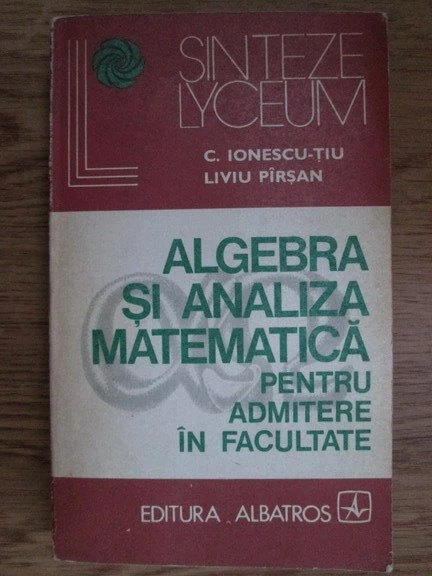 SINTEZE
LYCEUM
C. IONESCU-ȚIU
LIVIU PÎRȘAN
ALGEBRA
ȘI ANALIZA
MATEMATICĂ
PENTRU
ADMITERE
ÎN FACULTATE
EDITURA ALBATROS